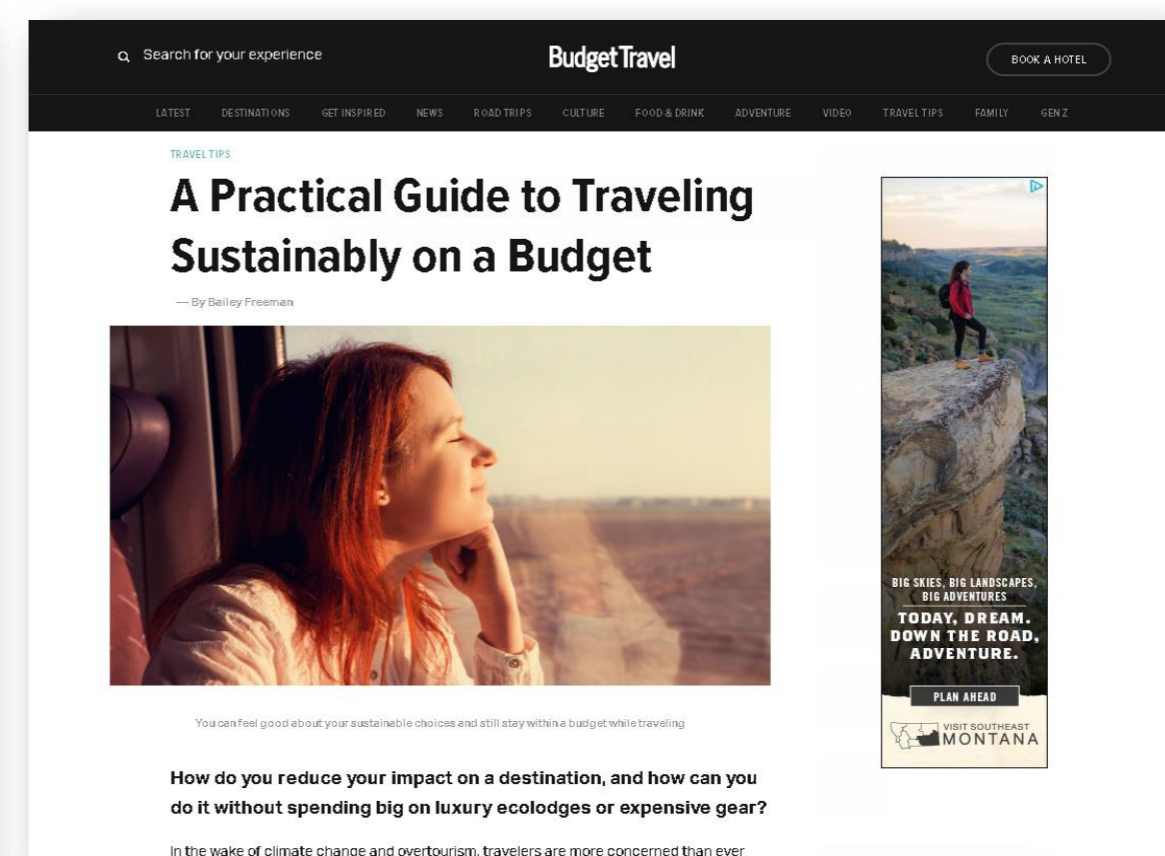 Search for your experience
BudgetTravel
BOOK A HOTEL
LATEST DESTINATIONS GET INSPIRED NEWS ROAD TRIPS CULTURE FOOD & DRINK ADVENTURE VIDEO TRAVEL TIPS FAMILY GEN Z
TRAVEL TIPS
A Practical Guide to Traveling
Sustainably on a Budget
— By Bailey Freeman
You can feel good about your sustainable choices and still stay within a budget while traveling
How do you reduce your impact on a destination, and how can you
do it without spending big on luxury ecolodges or expensive gear?
In the wake of climate change and overtourism, travelers are more concerned than ever
BIG SKIES, BIG LANDSCAPES,
BIG ADVENTURES
TODAY, DREAM.
DOWN THE ROAD,
ADVENTURE.
PLAN AHEAD
VISIT SOUTHEAST
MONTANA